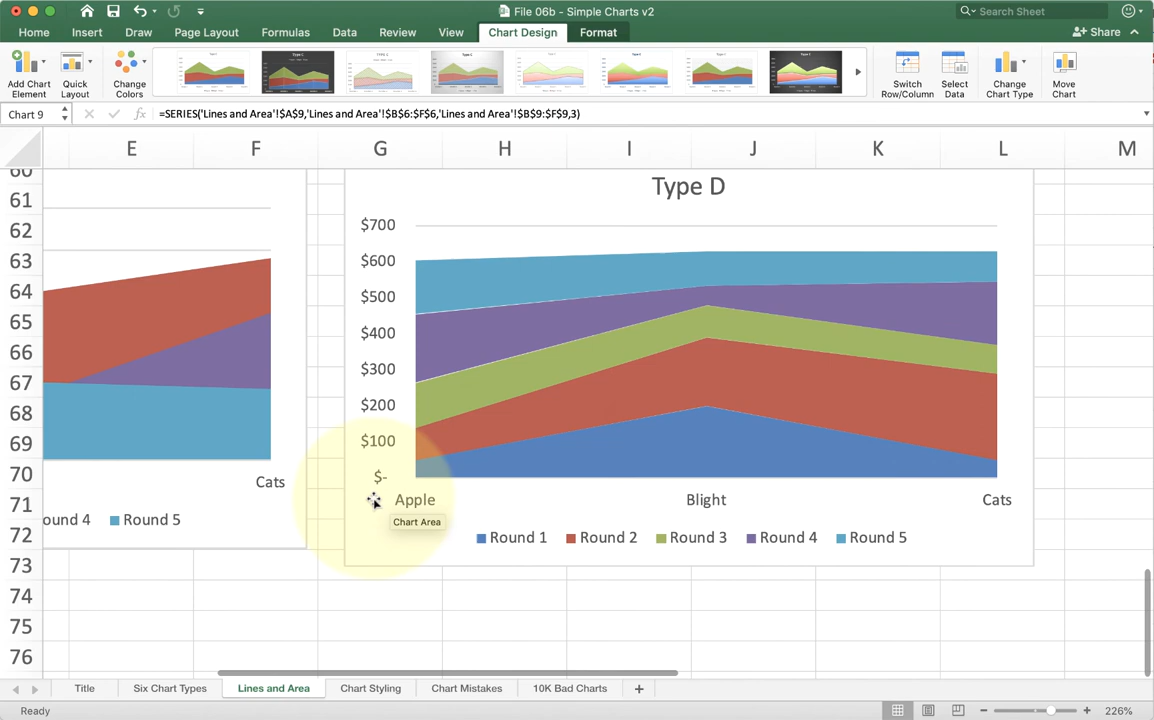 File 06b - Simple Charts v2
Search Sheet
Home Insert Draw Page Layout Formulas Data Review View Chart Design Format Share
Add Chart Element
Quick Layout
Change Colors
Switch Row/Column
Select Data
Change Chart Type
Move Chart
Chart 9 fx =SERIES('Lines and Area'!$A$9,'Lines and Area'!$B$6:$F$6,'Lines and Area'!$B$9:$F$9,3)
E F G H I J K L M
60
61
62
63
64
65
66
67
68
69
70
71
72
73
74
75
76
Cats
ound 4 Round 5
Type D
$700
$600
$500
$400
$300
$200
$100
$-
Apple Blight Cats
Chart Area
Round 1 Round 2 Round 3 Round 4 Round 5
Title Six Chart Types Lines and Area Chart Styling Chart Mistakes 10K Bad Charts +
Ready
226%